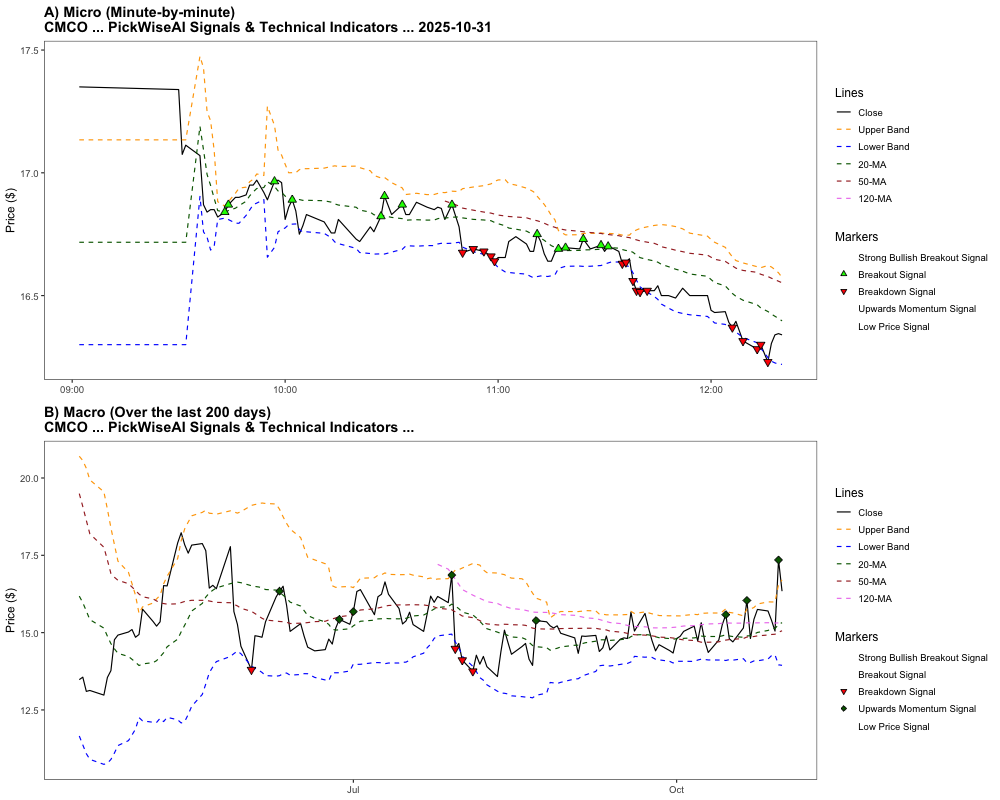 A) Micro (Minute-by-minute)
CMCO ... PickWiseAI Signals & Technical Indicators ... 2025-10-31
17.5
17.0
16.5
Price ($)
09:00
10:00
11:00
12:00
Lines
Close
Upper Band
Lower Band
20-MA
50-MA
120-MA
Markers
Strong Bullish Breakout Signal
Breakout Signal
Breakdown Signal
Upwards Momentum Signal
Low Price Signal
B) Macro (Over the last 200 days)
CMCO ... PickWiseAI Signals & Technical Indicators ...
20.0
17.5
15.0
12.5
Price ($)
Jul
Oct
Lines
Close
Upper Band
Lower Band
20-MA
50-MA
120-MA
Markers
Strong Bullish Breakout Signal
Breakout Signal
Breakdown Signal
Upwards Momentum Signal
Low Price Signal